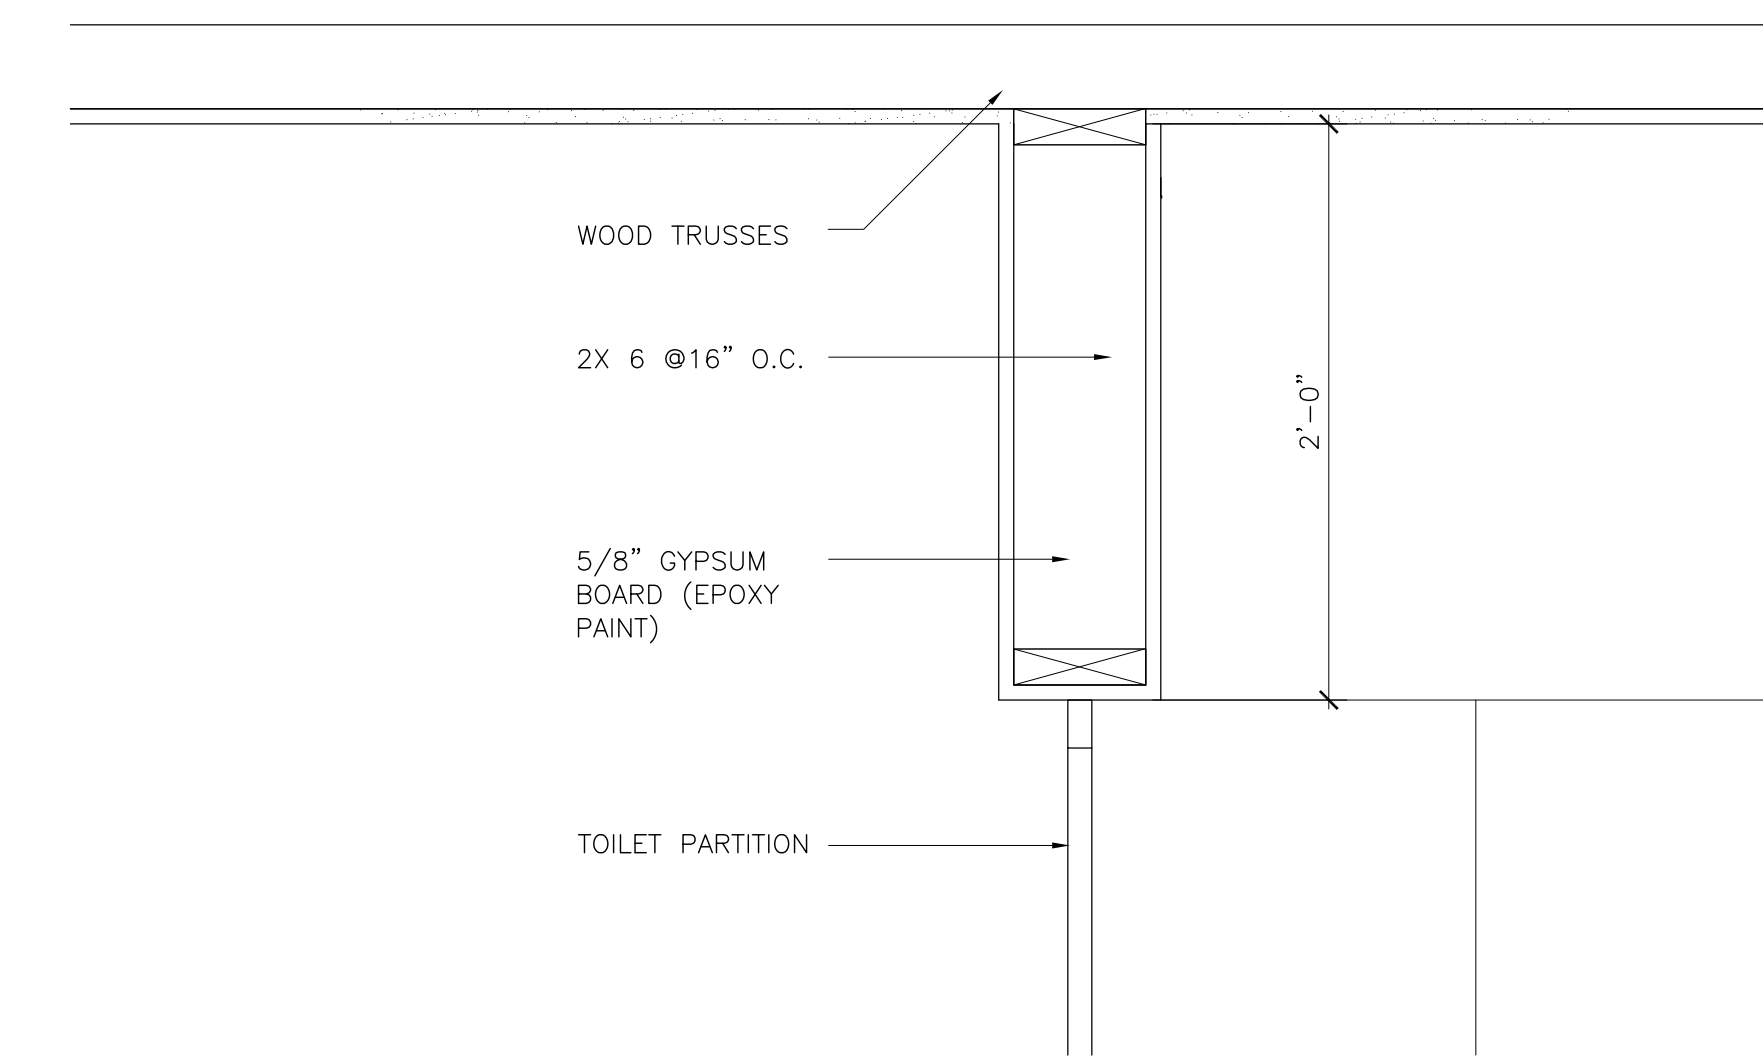 WOOD TRUSSES
2X 6 @16” O.C.
2'-0”
5/8” GYPSUM
BOARD (EPOXY
PAINT)
TOILET PARTITION